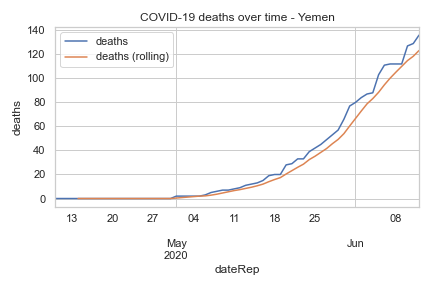 COVID-19 deaths over time - Yemen
deaths
deaths (rolling)
140
120
100
80
60
40
20
0
deaths
13 20 27 04 11 18 25 08
May Jun
2020
dateRep